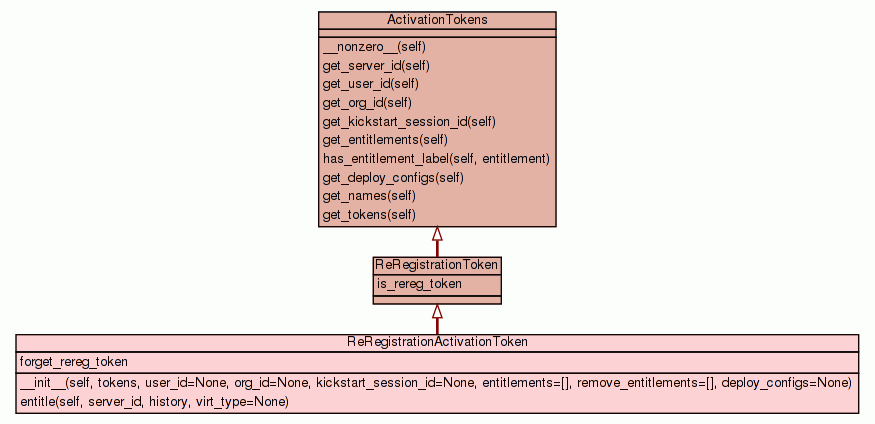 ActivationTokens
__nonzero__(self)
get_server_id(self)
get_user_id(self)
get_org_id(self)
get_kickstart_session_id(self)
get_entitlements(self)
has_entitlement_label(self, entitlement)
get_deploy_configs(self)
get_names(self)
get_tokens(self)
ReRegistrationToken
is_rereg_token
ReRegistrationActivationToken
forget_rereg_token
__init__(self, tokens, user_id=None, org_id=None, kickstart_session_id=None, entitlements=[], remove_entitlements=[], deploy_configs=None)
entitle(self, server_id, history, virt_type=None)